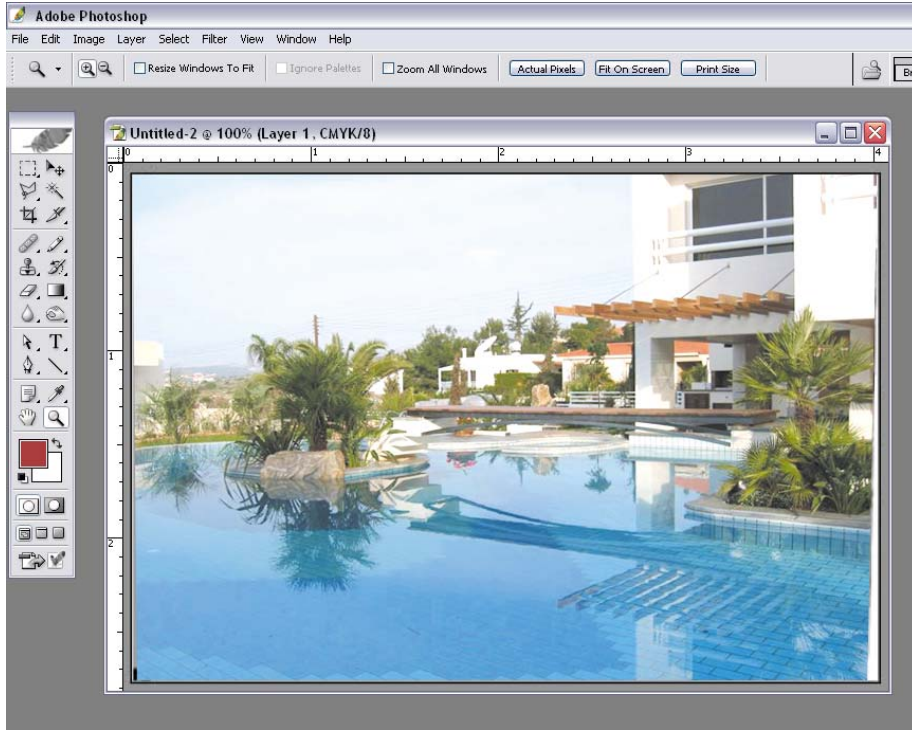 Adobe Photoshop
File Edit Image Layer Select Filter View Window Help
Resize Windows To Fit Ignore Palettes Zoom All Windows Actual Pixels Fit On Screen Print Size
Untitled-2 @ 100% (Layer 1, CMYK/8)
0 1 2 3 4
0
1
2
T